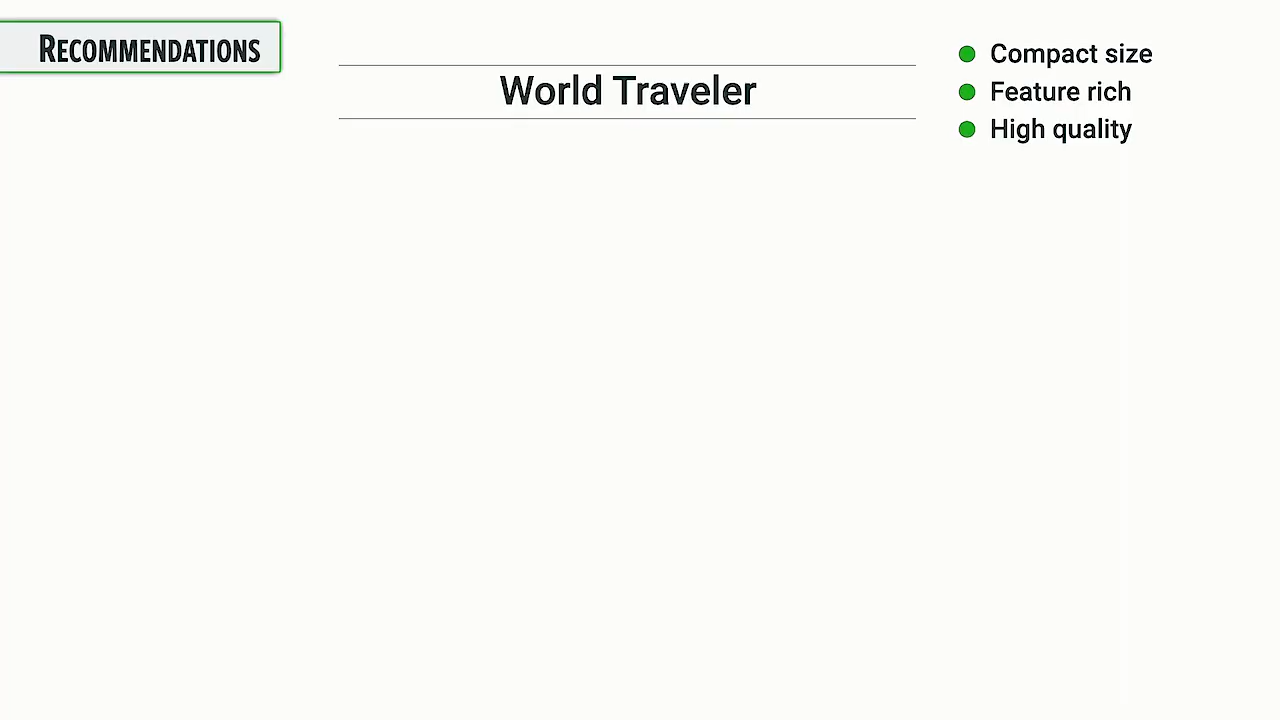 RECOMMENDATIONS
World Traveler
Compact size
Feature rich
High quality